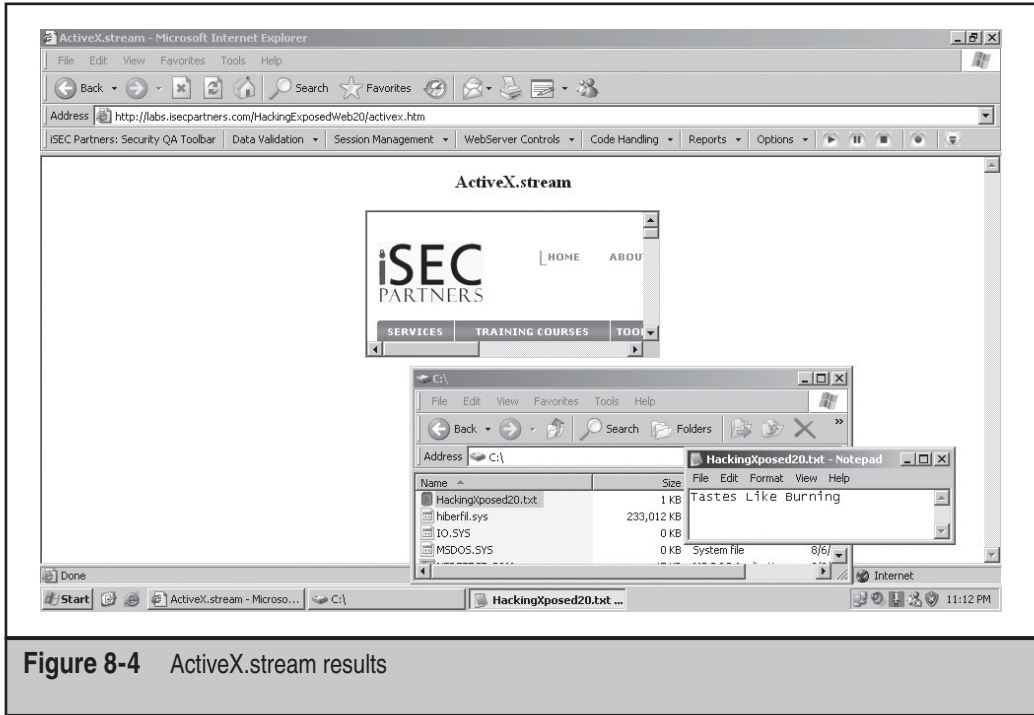 ActiveX.stream - Microsoft Internet Explorer
File Edit View Favorites Tools Help
Back Search Favorites
Address http://labs.isecpartners.com/HackingExposedWeb20/activex.htm
iSEC Partners: Security QA Toolbar Data Validation Session Management WebServer Controls Code Handling Reports Options
ActiveX.stream
iSEC
PARTNERS
HOME ABOU
SERVICES TRAINING COURSES TOO
C:\
File Edit View Favorites Tools Help
Back Search Folders »
Address C:\
Name Size
HackingXposed20.txt 1 KB
hiberfil.sys 233,012 KB
IO.SYS 0 KB
MSDOS.SYS 0 KB System file 8/6/
HackingXposed20.txt - Notepad
File Edit Format View Help
Tastes Like Burning
Done Internet
Start ActiveX.stream - Microso... C:\ HackingXposed20.txt ... 11:12 PM
Figure 8-4 ActiveX.stream results